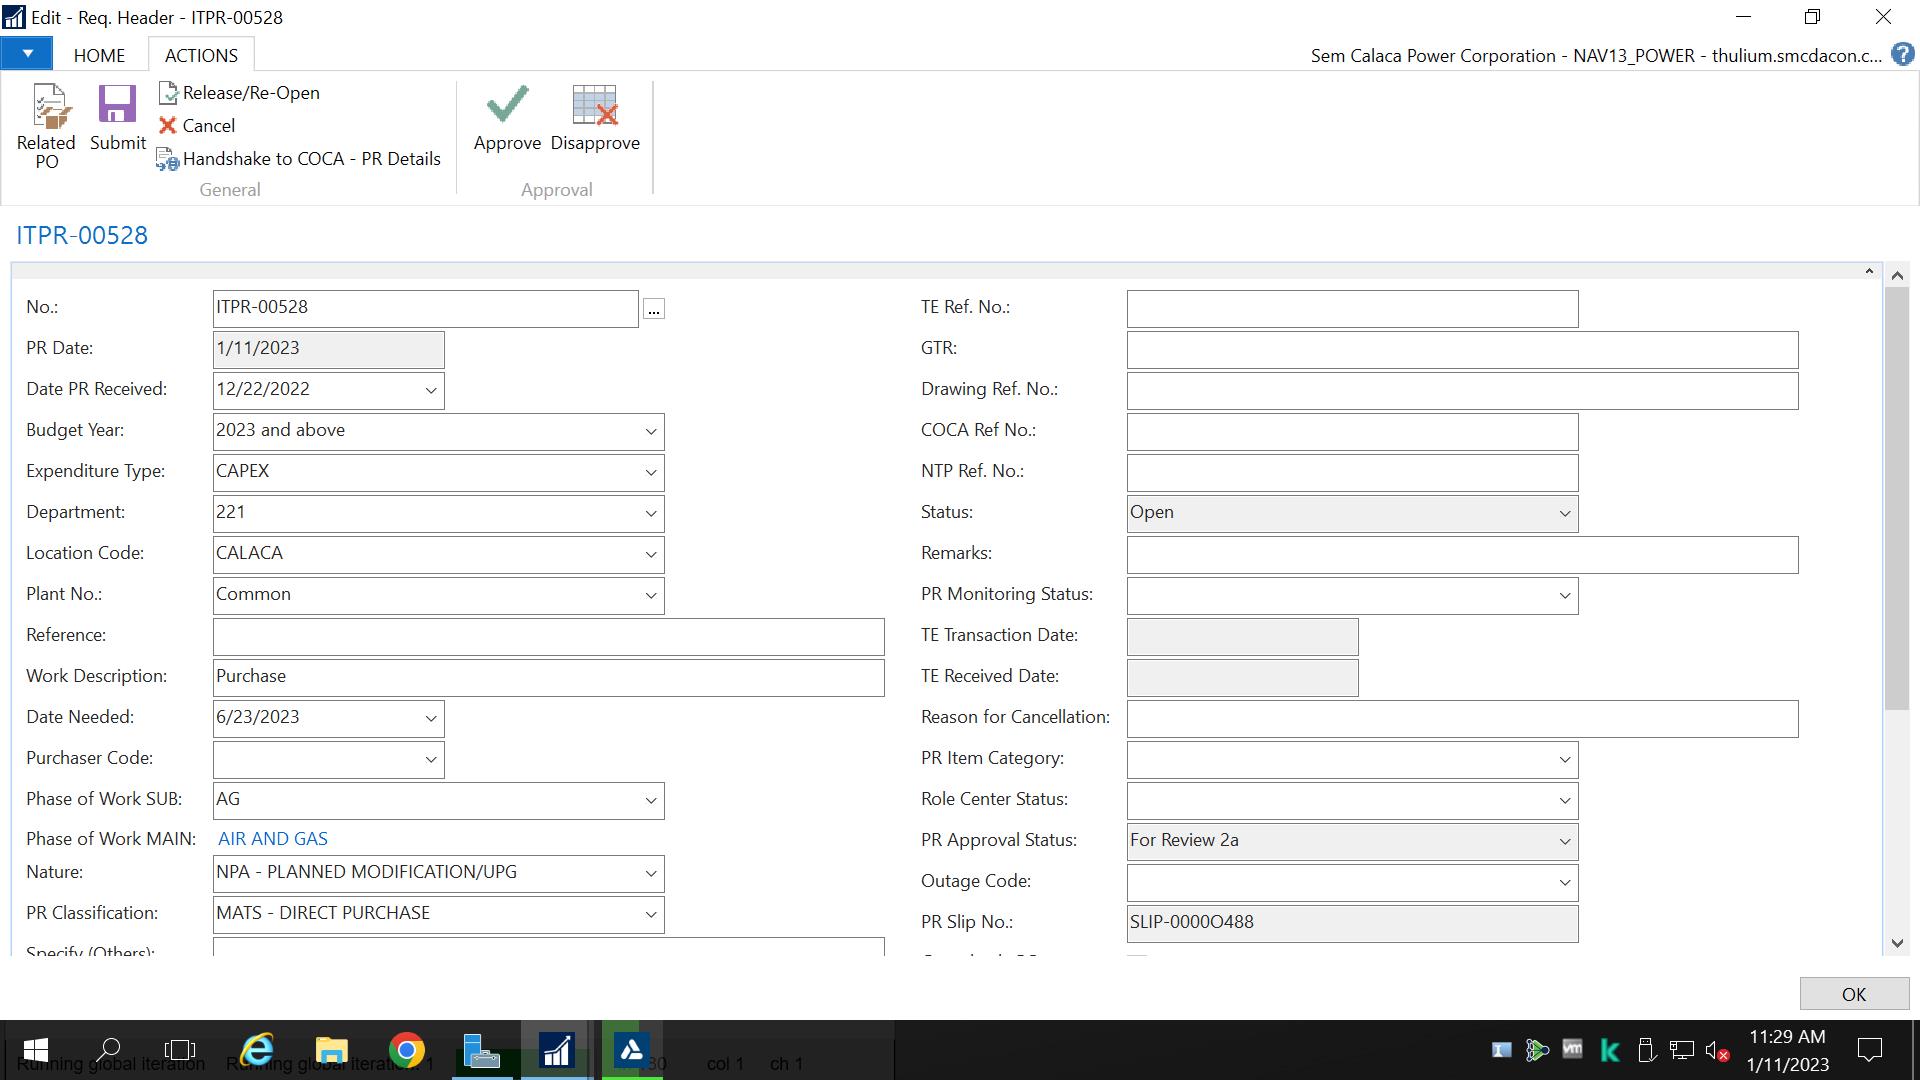 Edit - Req. Header - ITPR-00528
HOME
ACTIONS
Sem Calaca Power Corporation - NAV13_POWER - thulium.smcdacon.c...
Related PO
Submit
Release/Re-Open
Cancel
Handshake to COCA - PR Details
General
Approve
Disapprove
Approval
ITPR-00528
No.: ITPR-00528 ...
PR Date: 1/11/2023
Date PR Received: 12/22/2022
Budget Year: 2023 and above
Expenditure Type: CAPEX
Department: 221
Location Code: CALACA
Plant No.: Common
Reference:
Work Description: Purchase
Date Needed: 6/23/2023
Purchaser Code:
Phase of Work SUB: AG
Phase of Work MAIN: AIR AND GAS
Nature: NPA - PLANNED MODIFICATION/UPG
PR Classification: MATS - DIRECT PURCHASE
Specify (Others):
TE Ref. No.:
GTR:
Drawing Ref. No.:
COCA Ref No.:
NTP Ref. No.:
Status: Open
Remarks:
PR Monitoring Status:
TE Transaction Date:
TE Received Date:
Reason for Cancellation:
PR Item Category:
Role Center Status:
PR Approval Status: For Review 2a
Outage Code:
PR Slip No.: SLIP-0000O488
OK
Running global iteration
col 1
ch 1
11:29 AM
1/11/2023